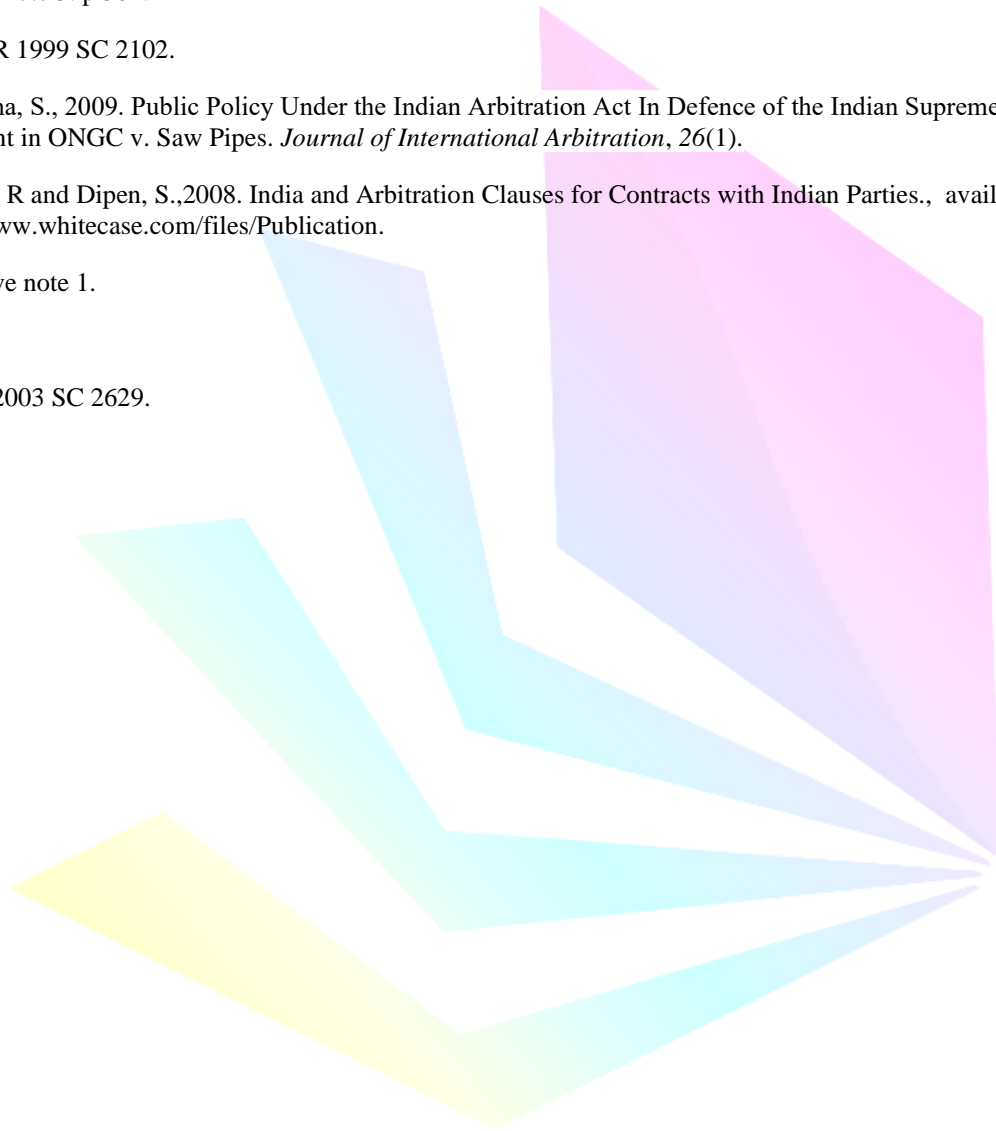 R 1999 SC 2102.
na, S., 2009. Public Policy Under the Indian Arbitration Act In Defence of the Indian Supreme
nt in ONGC v. Saw Pipes. Journal of International Arbitration, 26(1).
R and Dipen, S.,2008. India and Arbitration Clauses for Contracts with Indian Parties., avail
ww.whitecase.com/files/Publication.
ve note 1.
2003 SC 2629.